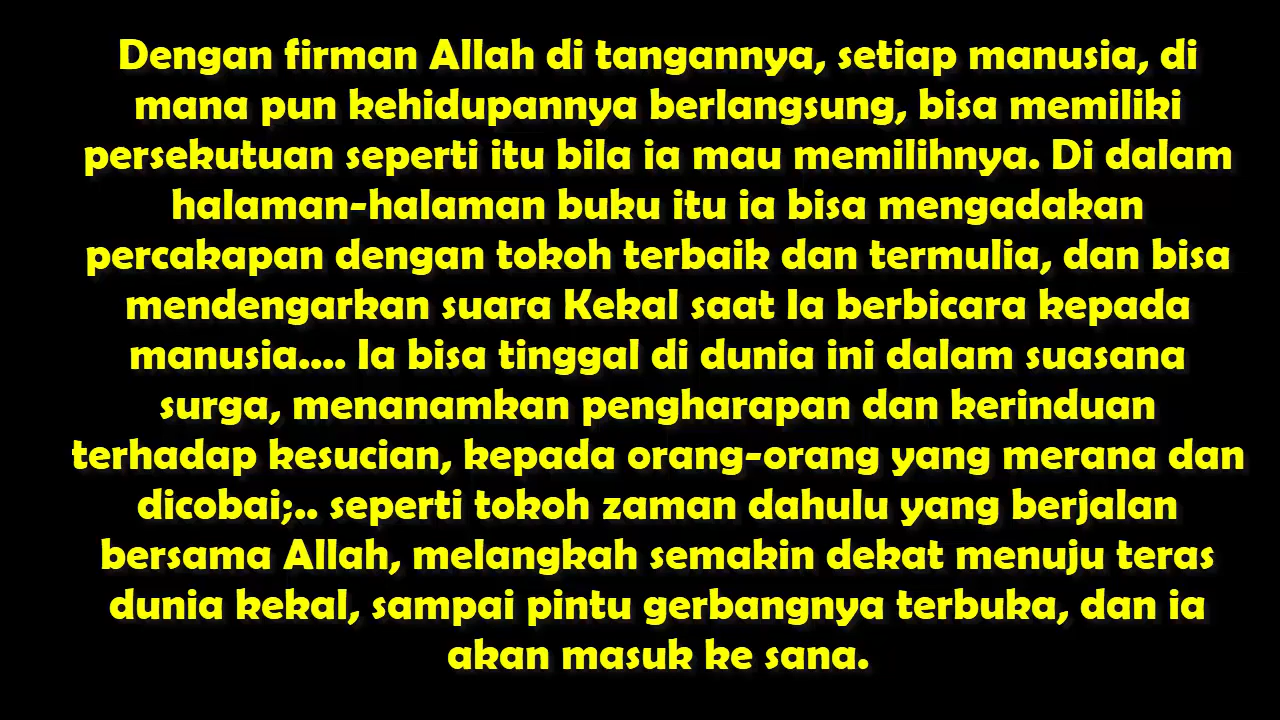 Dengan firman Allah di tangannya, setiap manusia, di
mana pun kehidupannya berlangsung, bisa memiliki
persekutuan seperti itu bila ia mau memilihnya. Di dalam
halaman-halaman buku itu ia bisa mengadakan
percakapan dengan tokoh terbaik dan termulia, dan bisa
mendengarkan suara Kekal saat Ia berbicara kepada
manusia.... Ia bisa tinggal di dunia ini dalam suasana
surga, menanamkan pengharapan dan kerinduan
terhadap kesucian, kepada orang-orang yang merana dan
dicobai;.. seperti tokoh zaman dahulu yang berjalan
bersama Allah, melangkah semakin dekat menuju teras
dunia kekal, sampai pintu gerbangnya terbuka, dan ia
akan masuk ke sana.